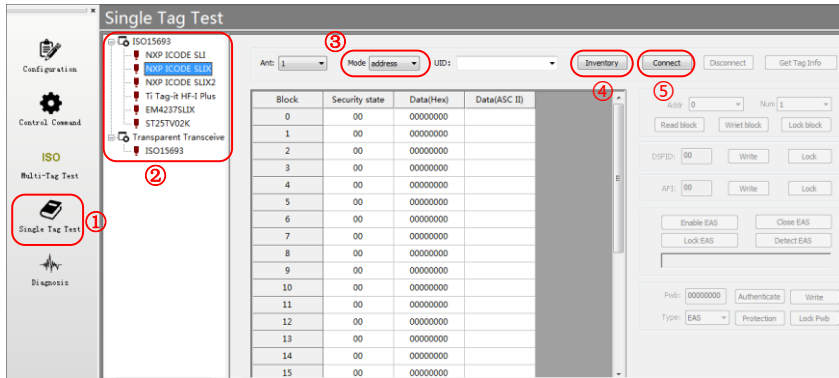 Single Tag Test
Configuration
Control Command
ISO
Multi-Tag Test
①
Single Tag Test
Diagnosis
②
ISO15693
NXP ICODE SLI
NXP ICODE SLIX
NXP ICODE SLIX2
Ti Tag-it HF-I Plus
EM4237SLIX
ST25TV02K
Transparent Transceive
ISO15693
③
Ant: 1 Mode address UID: Inventory Connect Disconnect Get Tag Info
④ ⑤
Block Security state Data(Hex) Data(ASC II)
0 00 00000000
1 00 00000000
2 00 00000000
3 00 00000000
4 00 00000000
5 00 00000000
6 00 00000000
7 00 00000000
8 00 00000000
9 00 00000000
10 00 00000000
11 00 00000000
12 00 00000000
13 00 00000000
14 00 00000000
15 00 00000000
Addr 0 Num 1
Read block Wriet block Lock block
DSFID: 00 Write Lock
AFI: 00 Write Lock
Enable EAS Close EAS
Lock EAS Detect EAS
Pwb: 00000000 Authenticate Write
Type: EAS Protection Lock Pwb